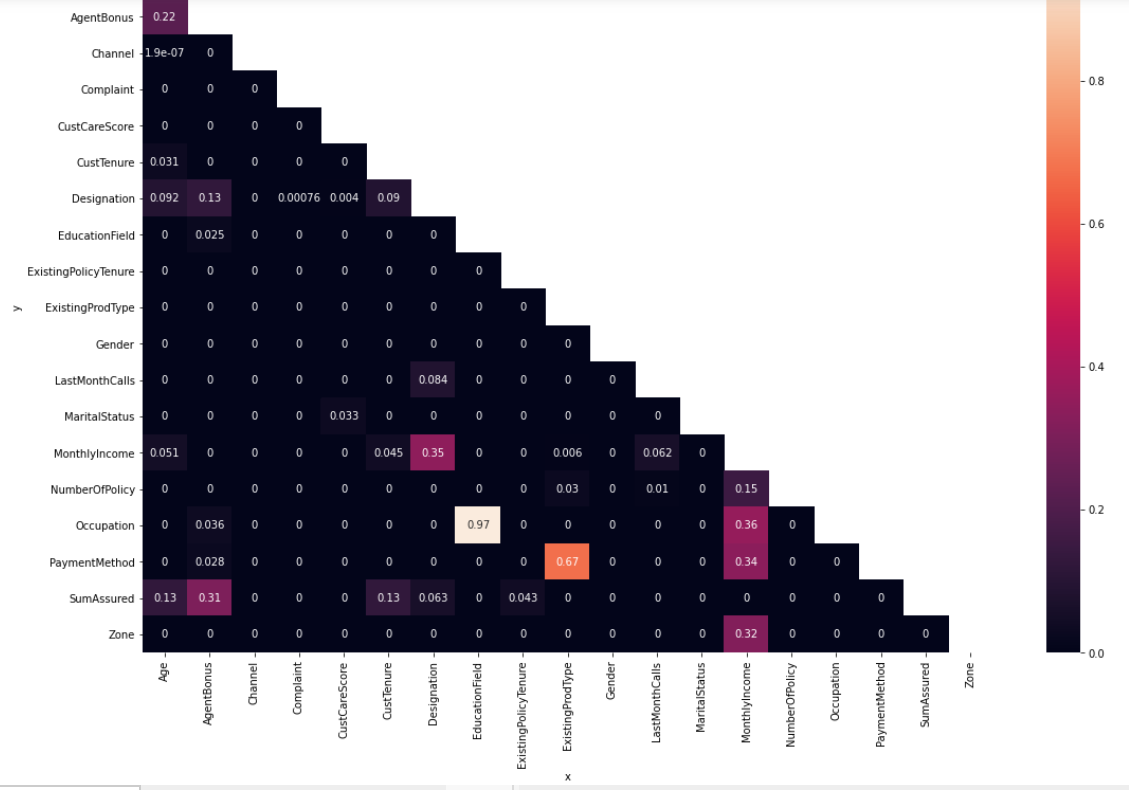 AgentBonus 0.22
Channel 1.9e-07 0
Complaint 0 0 0
0.8
CustCareScore 0 0 0 0
CustTenure 0.031 0 0 0 0
Designation 0.092 0.13 0 0.00076 0.004 0.09
0.6
EducationField 0 0.025 0 0 0 0 0
ExistingPolicyTenure 0 0 0 0 0 0 0 0
y
ExistingProdType 0 0 0 0 0 0 0 0 0
Gender 0 0 0 0 0 0 0 0 0 0
0.4
LastMonthCalls 0 0 0 0 0 0 0.084 0 0 0 0
MaritalStatus 0 0 0 0 0.033 0 0 0 0 0 0 0
MonthlyIncome 0.051 0 0 0 0 0.045 0.35 0 0 0.006 0 0.062 0
NumberOfPolicy 0 0 0 0 0 0 0 0 0 0.03 0 0.01 0 0.15
0.2
Occupation 0 0.036 0 0 0 0 0 0.97 0 0 0 0 0 0.36 0
PaymentMethod 0 0.028 0 0 0 0 0 0 0 0.67 0 0 0 0.34 0 0
SumAssured 0.13 0.31 0 0 0 0.13 0.063 0 0.043 0 0 0 0 0 0 0 0
Zone 0 0 0 0 0 0 0 0 0 0 0 0 0 0.32 0 0 0 0
0.0
Age
AgentBonus
Channel
Complaint
CustCareScore
CustTenure
Designation
EducationField
ExistingPolicyTenure
ExistingProdType
Gender
LastMonthCalls
MaritalStatus
MonthlyIncome
NumberOfPolicy
Occupation
PaymentMethod
SumAssured
Zone
x